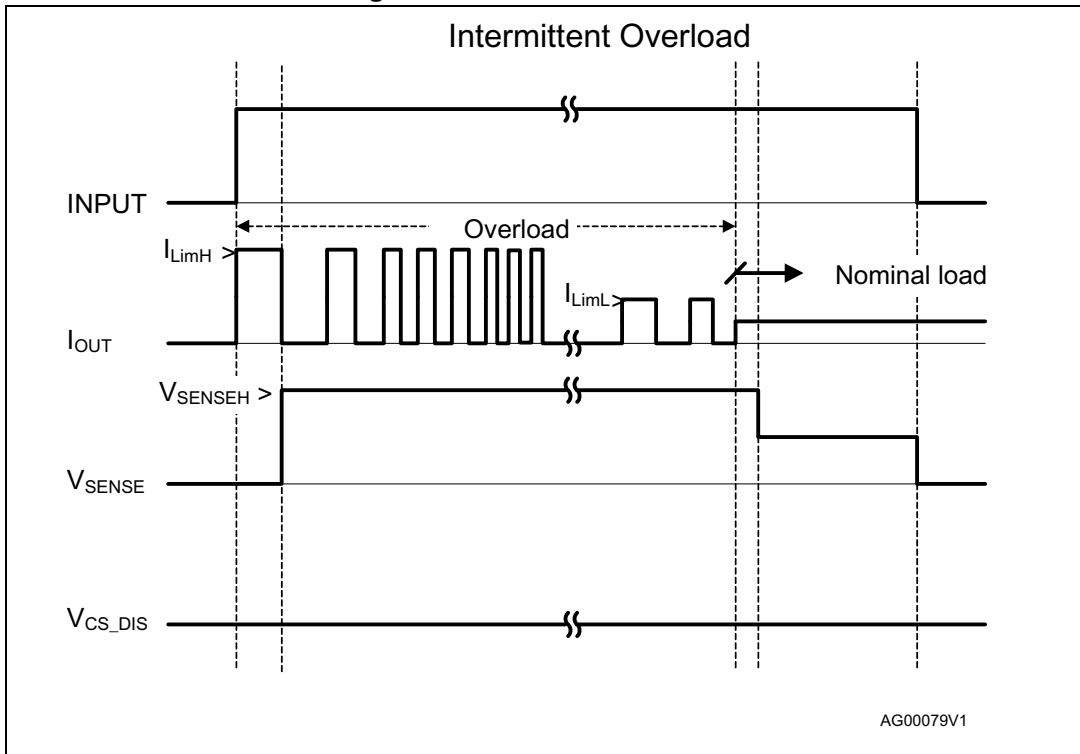 Intermittent Overload
INPUT
Overload
I_LimH >
Nominal load
I_LimL>
I_OUT
V_SENSEH >
V_SENSE
V_CS_DIS
AG00079V1